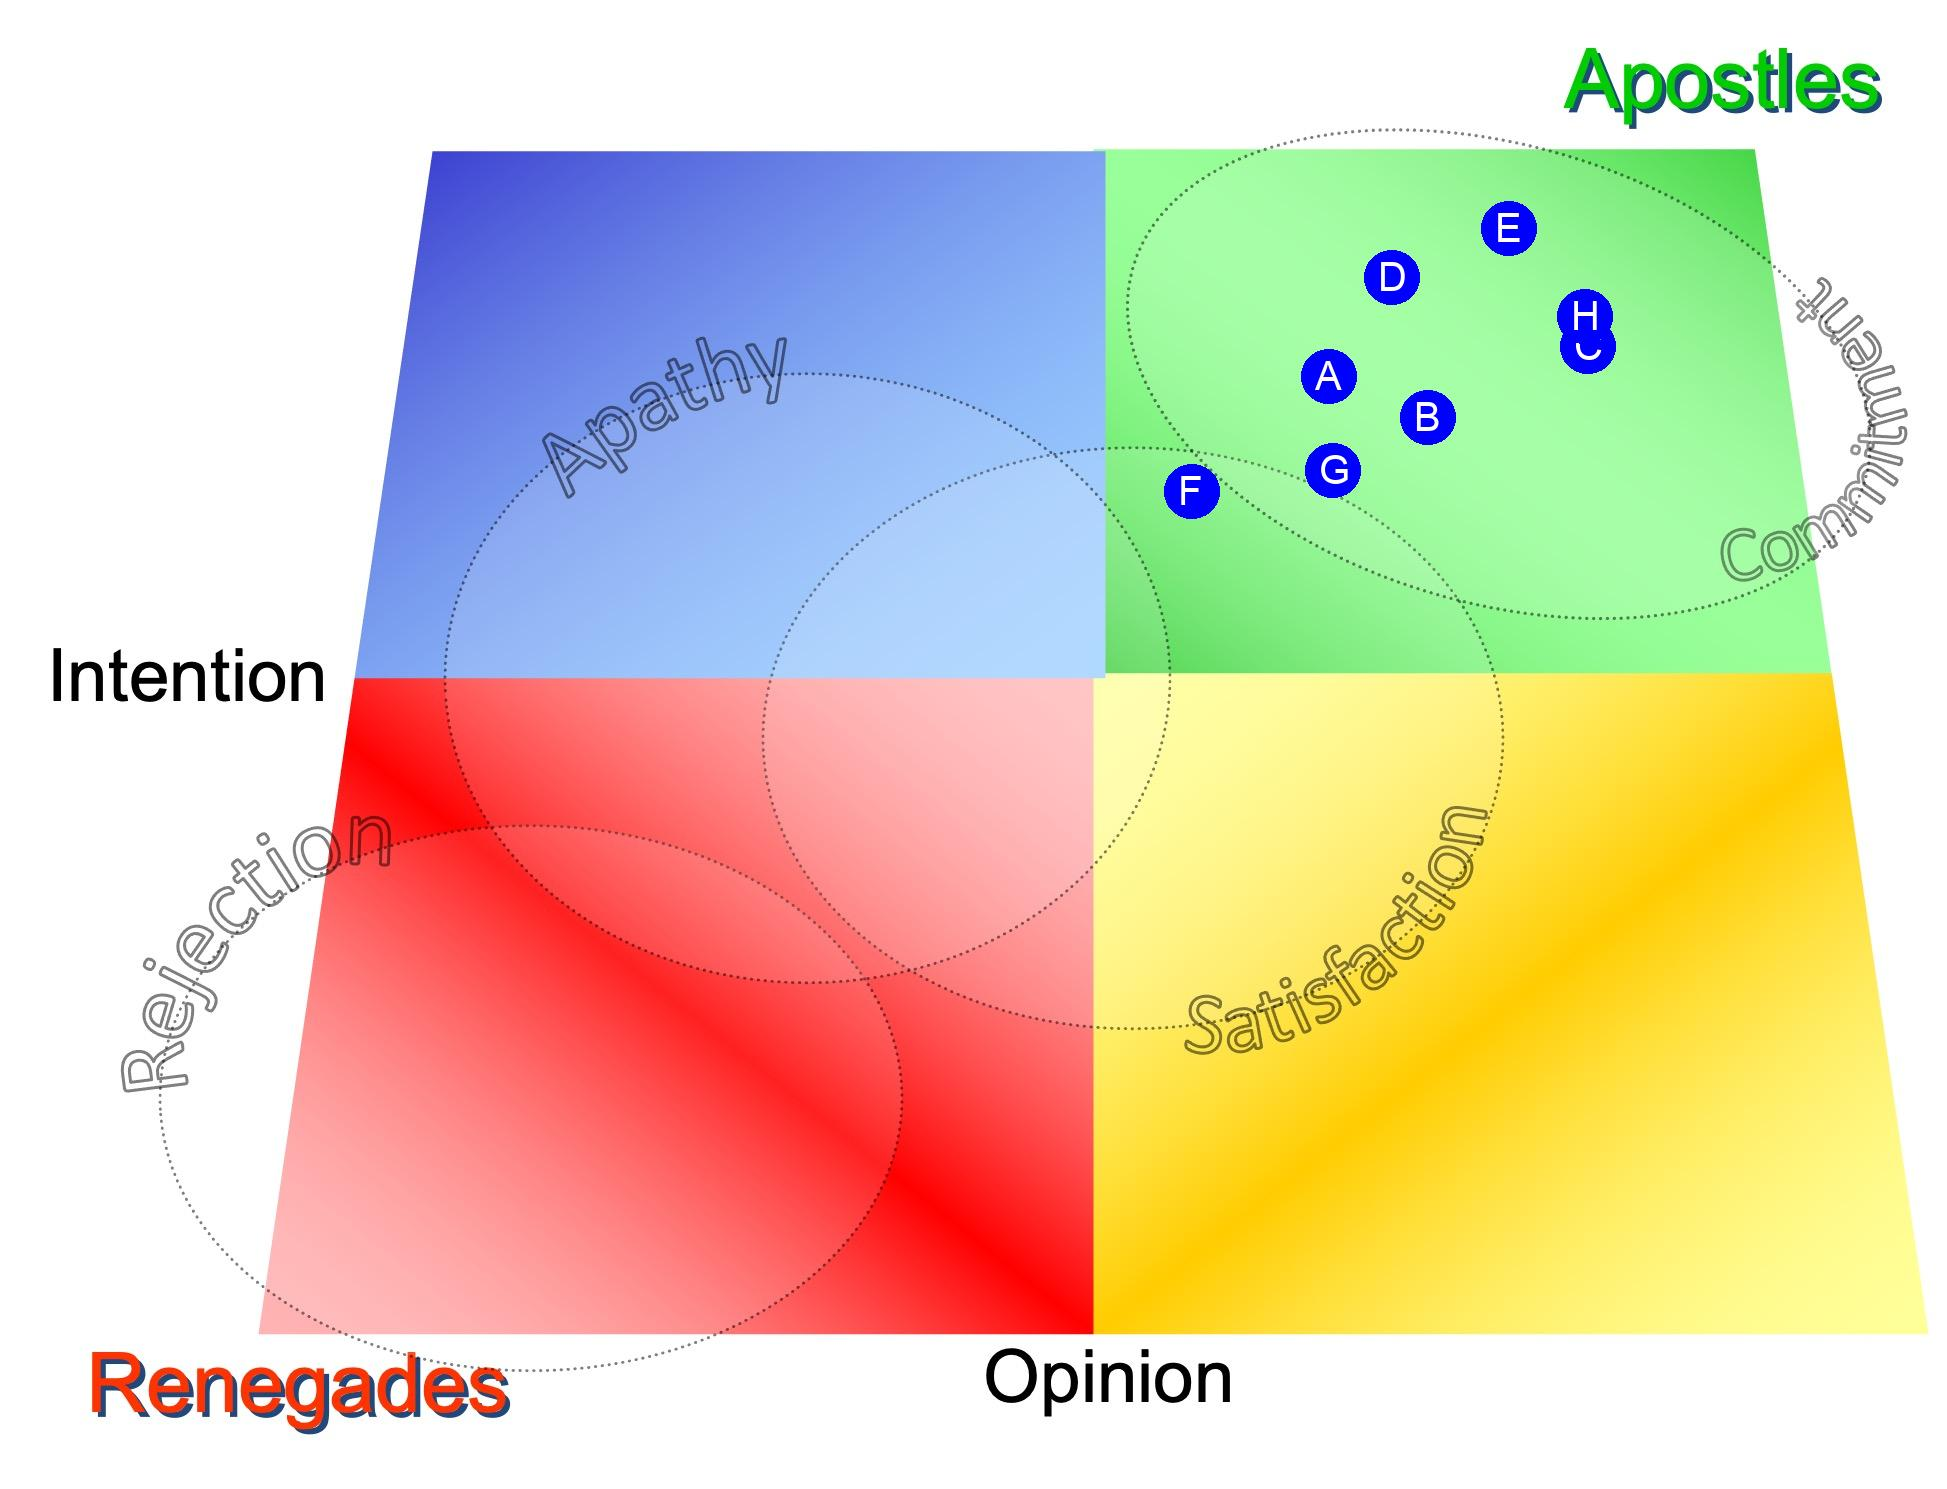 Apostles
E
D
H
C
A
B
G
F
Apathy
Commitment
Intention
Rejection
Satisfaction
Renegades
Opinion